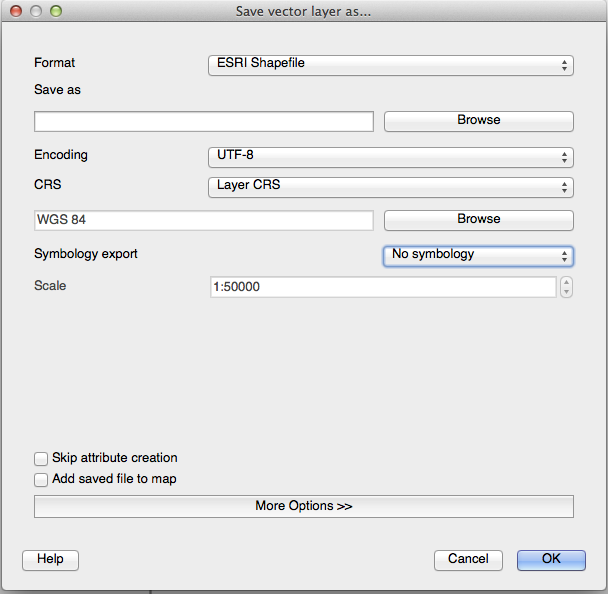 Save vector layer as...
Format ESRI Shapefile
Save as
Browse
Encoding UTF-8
CRS Layer CRS
WGS 84 Browse
Symbology export No symbology
Scale 1:50000
Skip attribute creation
Add saved file to map
More Options >>
Help Cancel OK